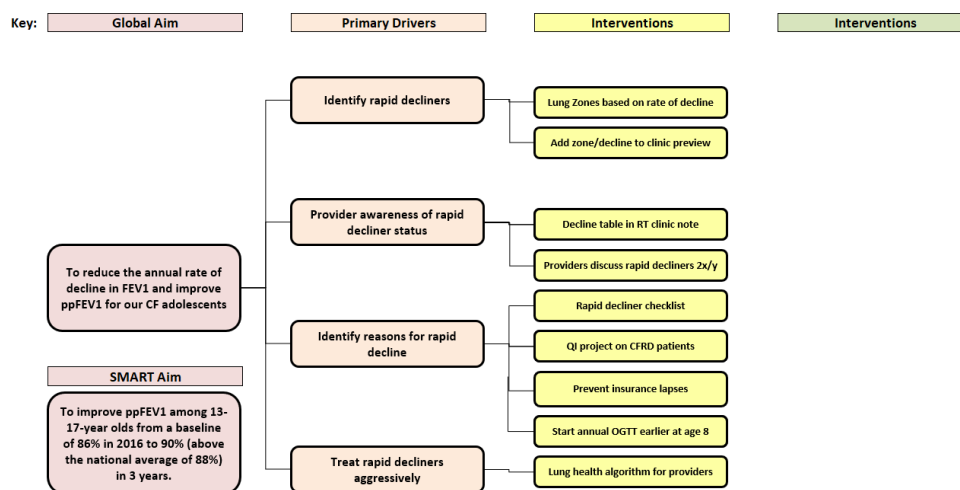 Key:
Global Aim
Primary Drivers
Interventions
Interventions
Identify rapid decliners
Lung Zones based on rate of decline
Add zone/decline to clinic preview
Provider awareness of rapid
decliner status
Decline table in RT clinic note
Providers discuss rapid decliners 2x/y
To reduce the annual rate of
decline in FEV1 and improve
ppFEV1 for our CF adolescents
Identify reasons for rapid
decline
Rapid decliner checklist
QI project on CFRD patients
Prevent insurance lapses
Start annual OGTT earlier at age 8
SMART Aim
To improve ppFEV1 among 13-
17-year olds from a baseline
of 86% in 2016 to 90% (above
the national average of 88%)
in 3 years.
Treat rapid decliners
aggressively
Lung health algorithm for providers